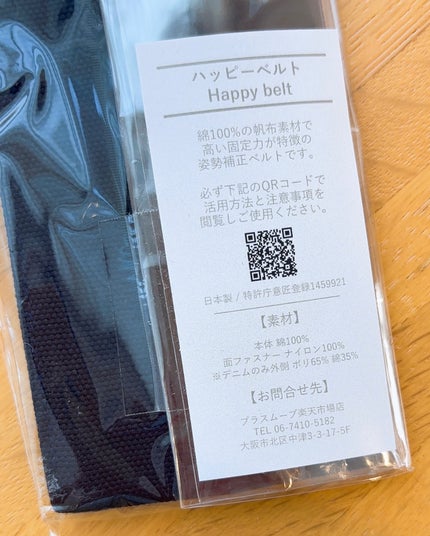 ハッピーベルト
Happy belt
綿100%の帆布素材で
高い固定力が特徴の
姿勢補正ベルトです。
必ず下記のQRコードで
活用方法と注意事項を
閲覧しご使用ください。
日本製 / 特許庁意匠登録1459921
【素材】
本体 綿100%
面ファスナー ナイロン100%
※デニムのみ外側 ポリ65% 綿35%
【お問合せ先】
プラスムーブ楽天市場店
TEL 06-7410-5182
大阪市北区中津3-3-17-5F